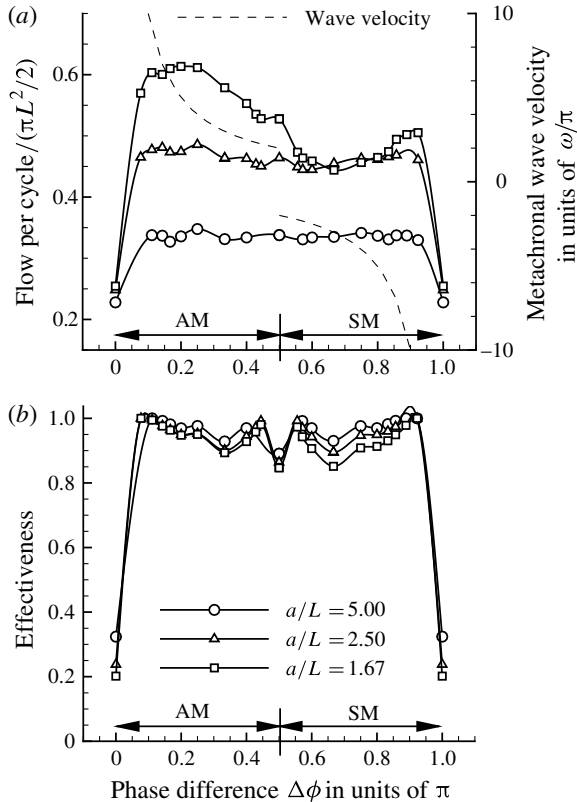 (a)
Wave velocity
10
0
−10
Metachronal wave velocity
in units of ω/π
Flow per cycle/(πL²/2)
0.6
0.4
0.2
AM
SM
0 0.2 0.4 0.6 0.8 1.0
(b)
Effectiveness
1.0
0.8
0.6
0.4
0.2
0
a/L = 5.00
a/L = 2.50
a/L = 1.67
AM
SM
0 0.2 0.4 0.6 0.8 1.0
Phase difference Δϕ in units of π